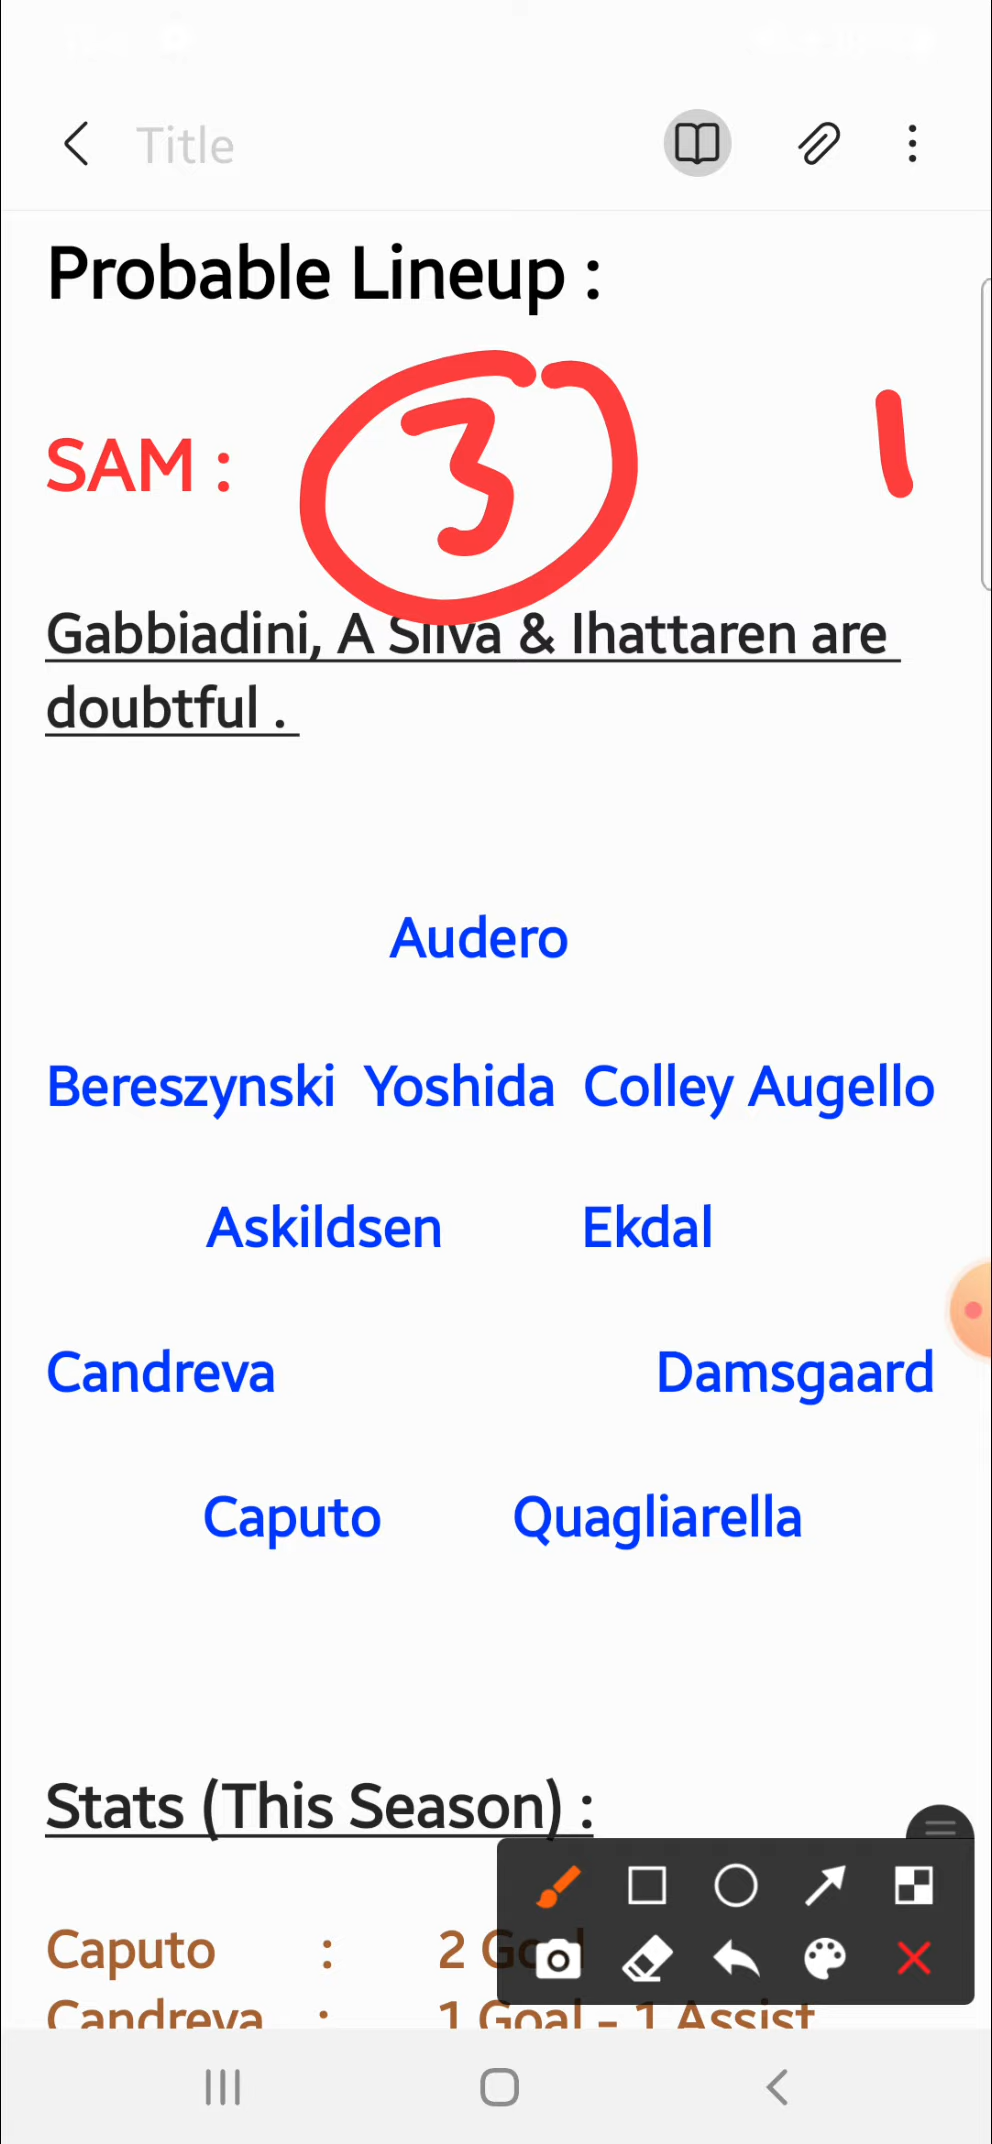 Title
Probable Lineup :
SAM : 3 1
Gabbiadini, A Silva & Ihattaren are
doubtful .
Audero
Bereszynski Yoshida Colley Augello
Askildsen Ekdal
Candreva Damsgaard
Caputo Quagliarella
Stats (This Season) :
Caputo : 2
Candreva : 1 Goal - 1 Assist